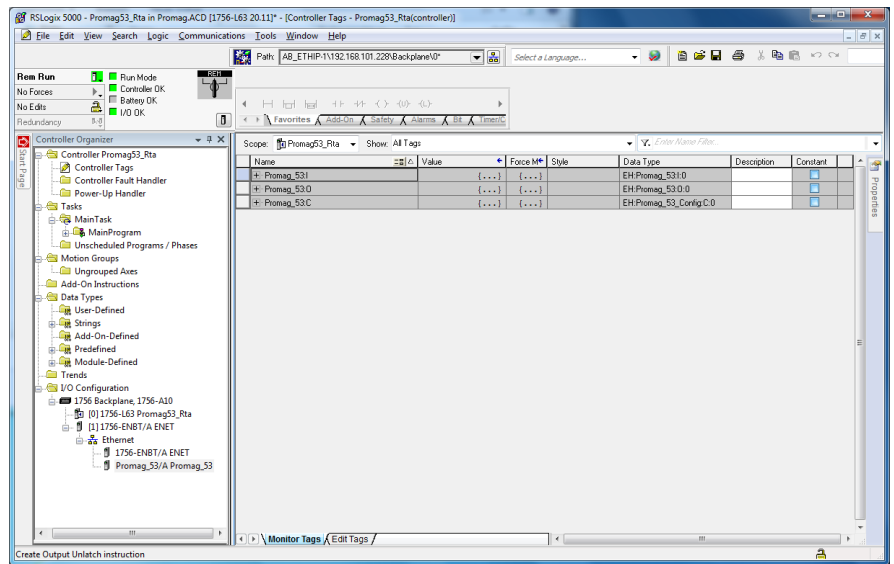 RSLogix 5000 - Promag53_Rta in Promag.ACD [1756-L63 20.11]* - [Controller Tags - Promag53_Rta(controller)]
File Edit View Search Logic Communications Tools Window Help
Path: AB_ETHIP-1\192.168.101.228\Backplane\0* Select a Language...
Rem Run Run Mode REM
No Forces Controller OK
No Edits Battery OK
Redundancy I/O OK
Favorites Add-On Safety Alarms Bit Timer/C
Start Page
Controller Organizer
Controller Promag53_Rta
Controller Tags
Controller Fault Handler
Power-Up Handler
Tasks
MainTask
MainProgram
Unscheduled Programs / Phases
Motion Groups
Ungrouped Axes
Add-On Instructions
Data Types
User-Defined
Strings
Add-On-Defined
Predefined
Module-Defined
Trends
I/O Configuration
1756 Backplane, 1756-A10
[0] 1756-L63 Promag53_Rta
[1] 1756-ENBT/A ENET
Ethernet
1756-ENBT/A ENET
Promag_53/A Promag_53
Scope: Promag53_Rta Show: All Tags Enter Name Filter...
Name Value Force M Style Data Type Description Constant
Promag_53:I {...} {...} EH:Promag_53:I:0
Promag_53:O {...} {...} EH:Promag_53:O:0
Promag_53:C {...} {...} EH:Promag_53_Config:C:0
Properties
Monitor Tags Edit Tags
Create Output Unlatch instruction